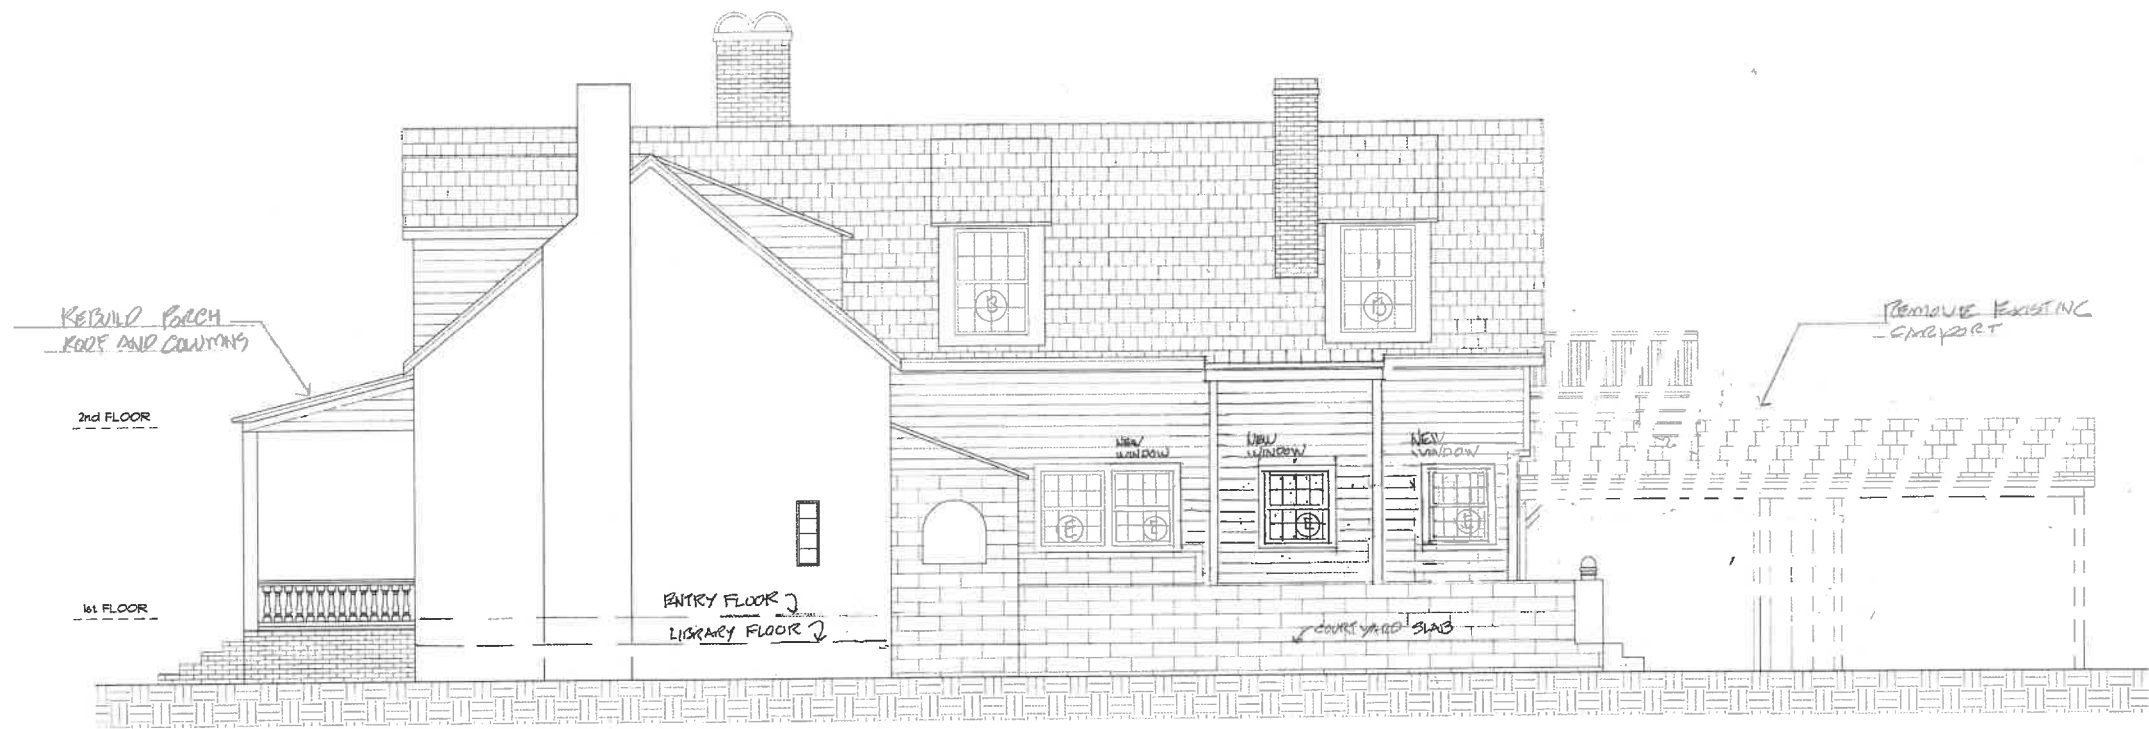 REBUILD PORCH
ROOF AND COLUMNS
REMOVE EXISTING
CARPORT
2nd FLOOR
NEW
WINDOW
NEW
WINDOW
NEW
WINDOW
B
B
E
E
E
E
1st FLOOR
ENTRY FLOOR
LIBRARY FLOOR
COURTYARD SLAB